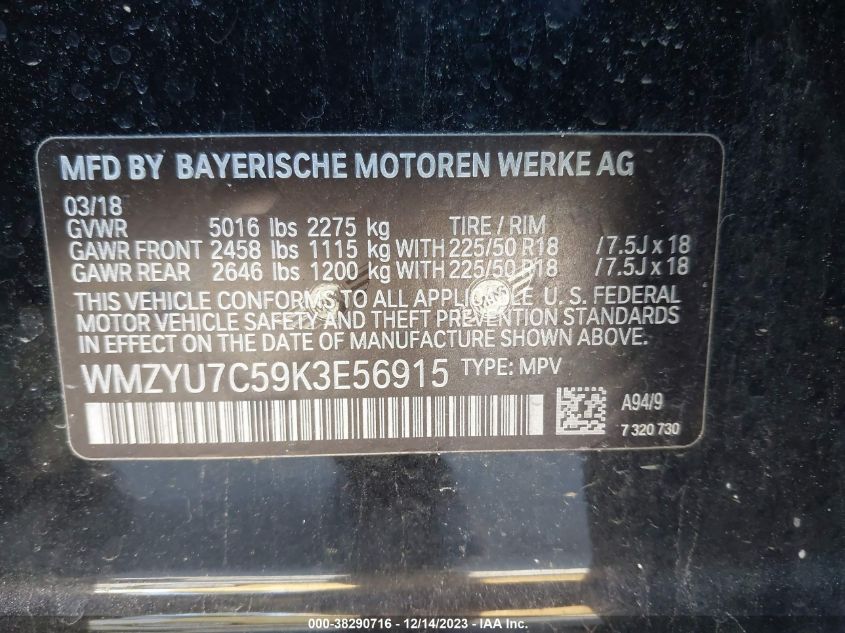 MFD BY BAYERISCHE MOTOREN WERKE AG
03/18
GVWR 5016 lbs 2275 kg TIRE / RIM
GAWR FRONT 2458 lbs 1115 kg WITH 225/50 R18 /7.5J x 18
GAWR REAR 2646 lbs 1200 kg WITH 225/50 R18 /7.5J x 18
THIS VEHICLE CONFORMS TO ALL APPLICABLE U. S. FEDERAL
MOTOR VEHICLE SAFETY AND THEFT PREVENTION STANDARDS
IN EFFECT ON THE DATE OF MANUFACTURE SHOWN ABOVE.
WMZYU7C59K3E56915 TYPE: MPV
A94/9
7 320 730
000-38290716 - 12/14/2023 - IAA Inc.